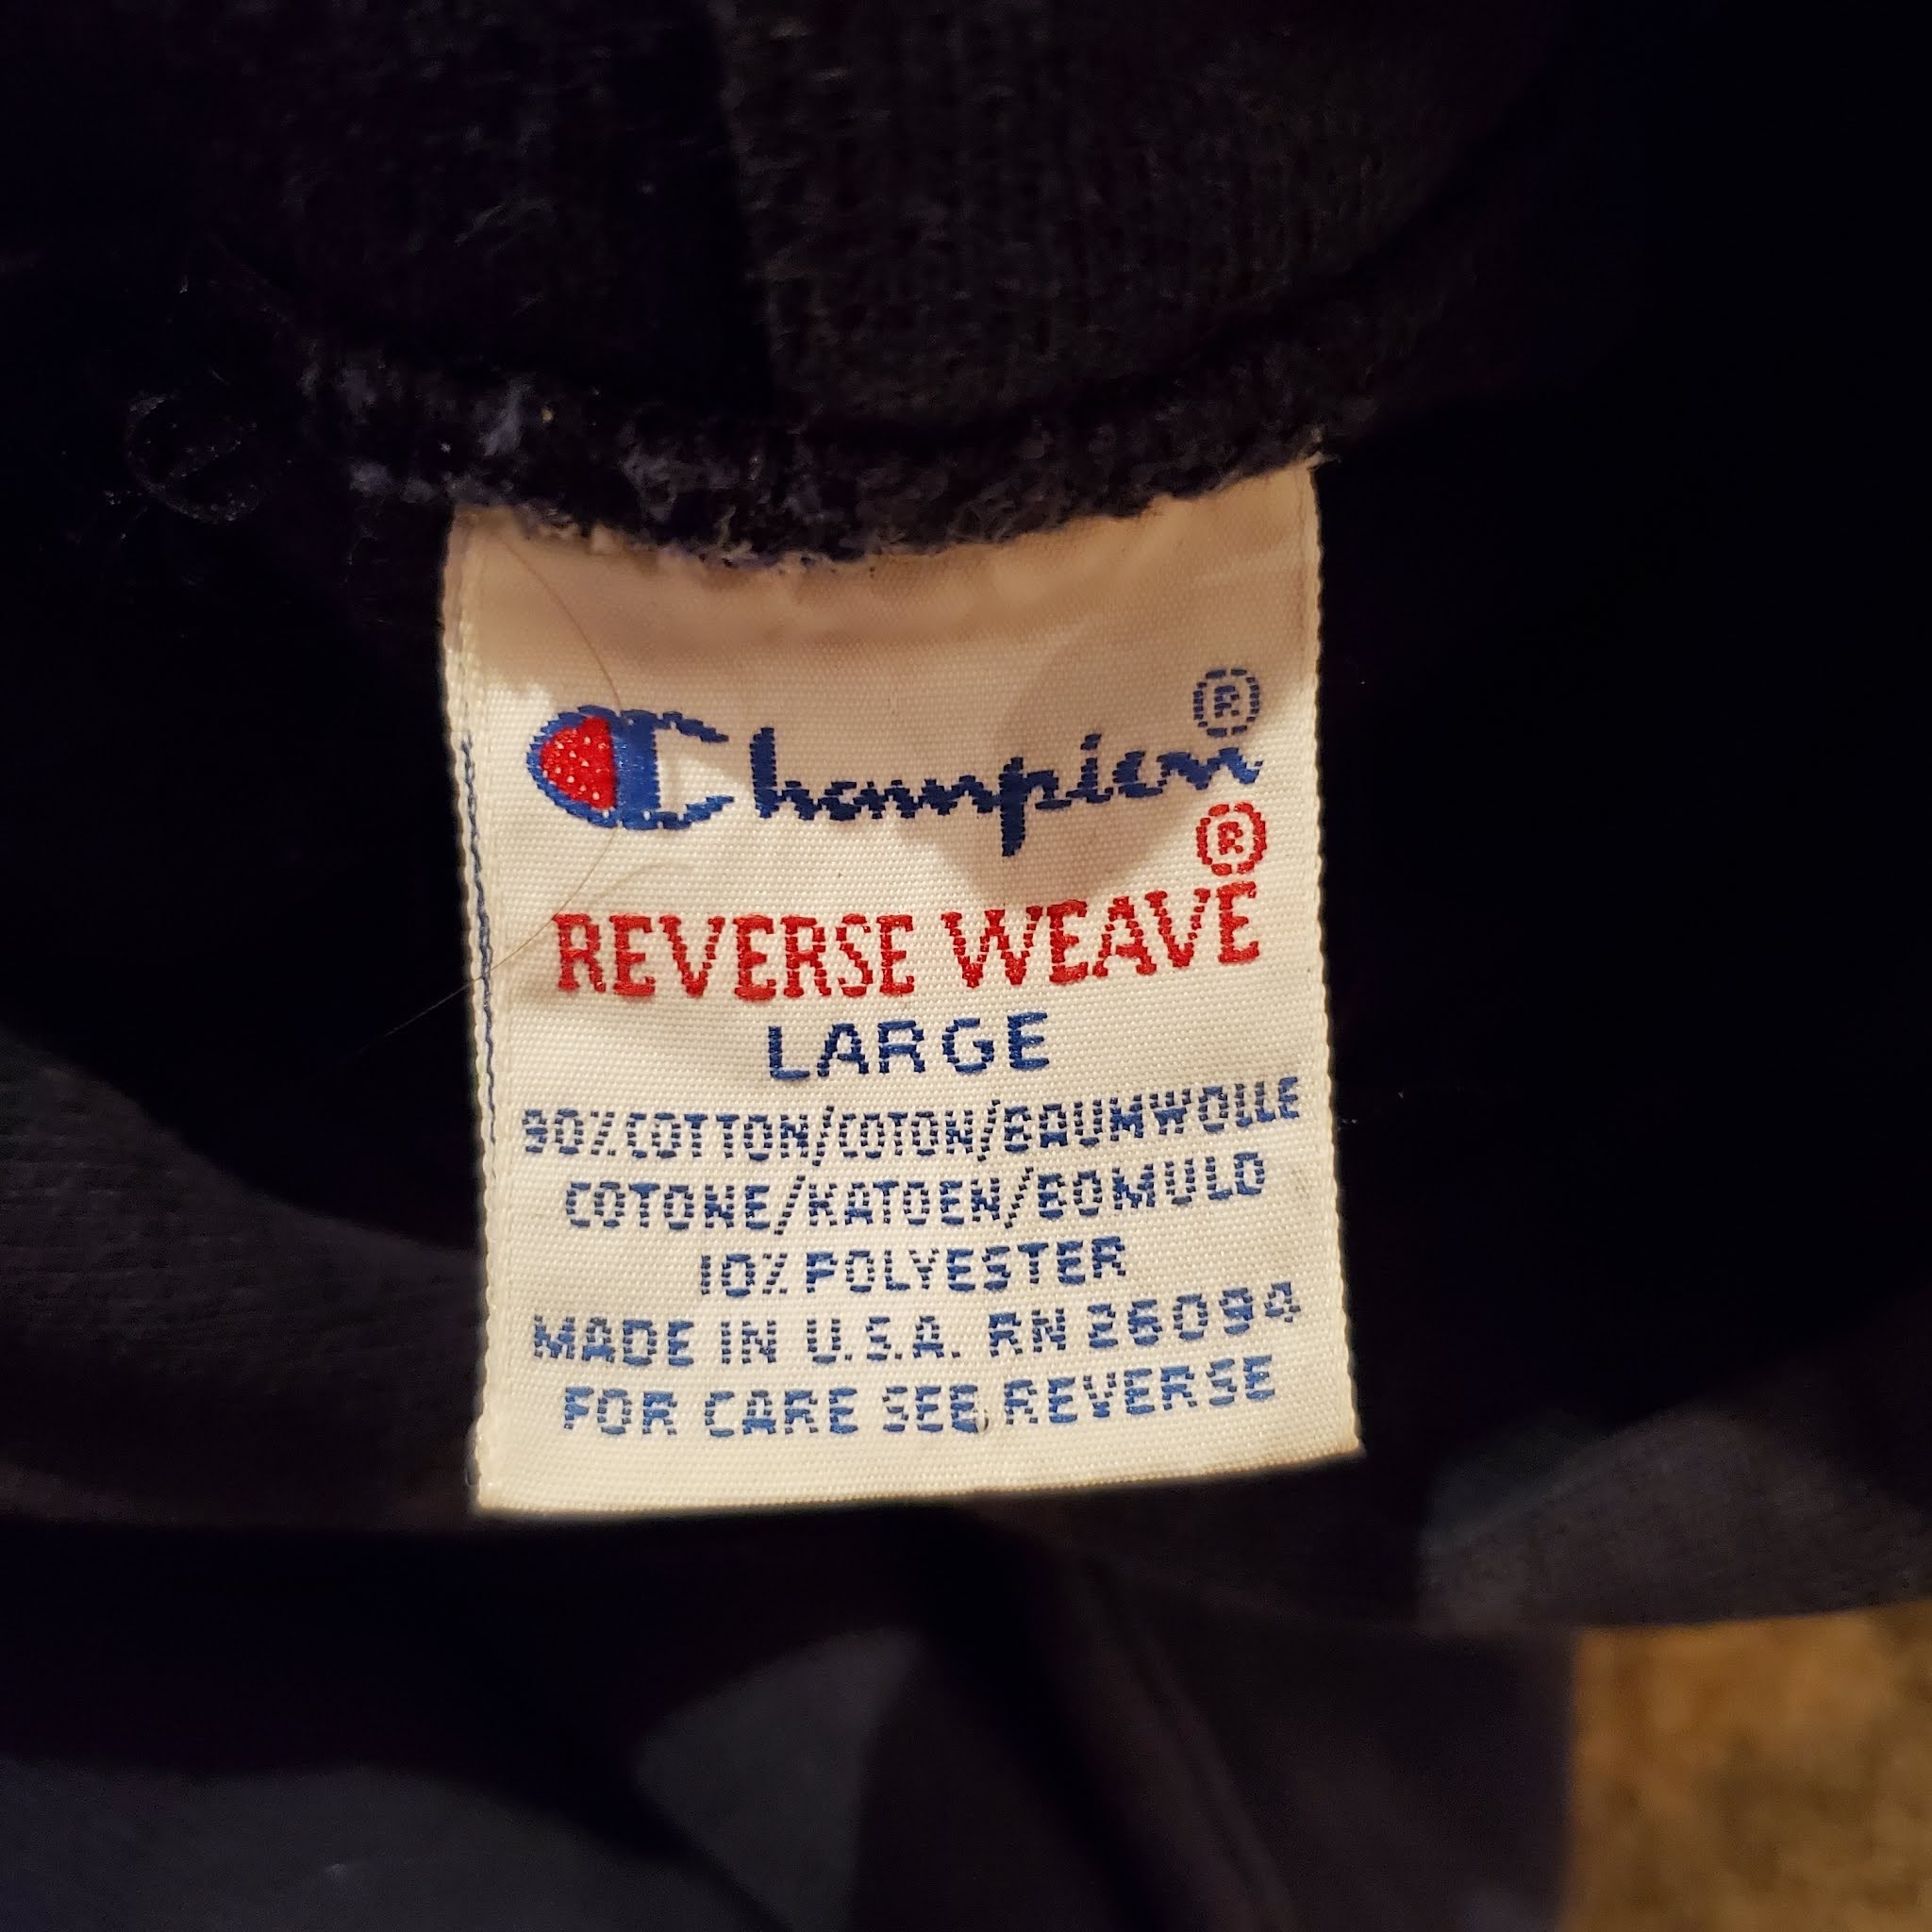 Champion®
REVERSE WEAVE®
LARGE
90% COTTON/COTON/BAUMWOLLE
COTONE/KATOEN/BOMULD
10% POLYESTER
MADE IN U.S.A. RN 26094
FOR CARE SEE REVERSE